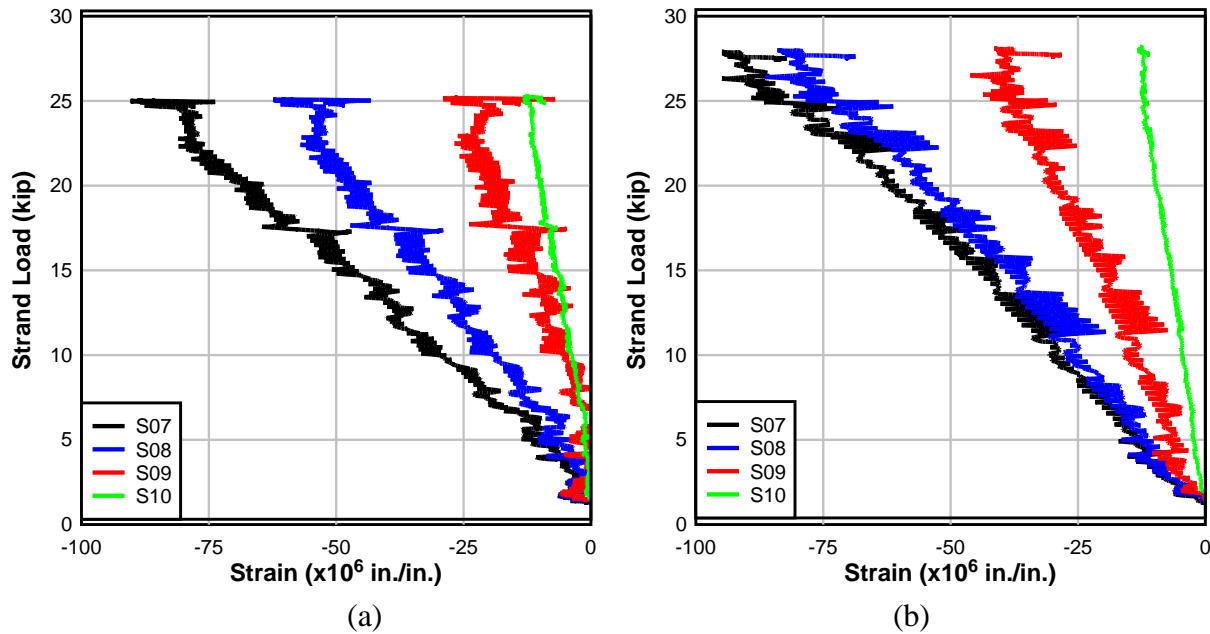 30
25
20
15
10
5
0
Strand Load (kip)
S07
S08
S09
S10
-100 -75 -50 -25 0
Strain (x10⁶ in./in.)
(a)
30
25
20
15
10
5
0
Strand Load (kip)
S07
S08
S09
S10
-100 -75 -50 -25 0
Strain (x10⁶ in./in.)
(b)